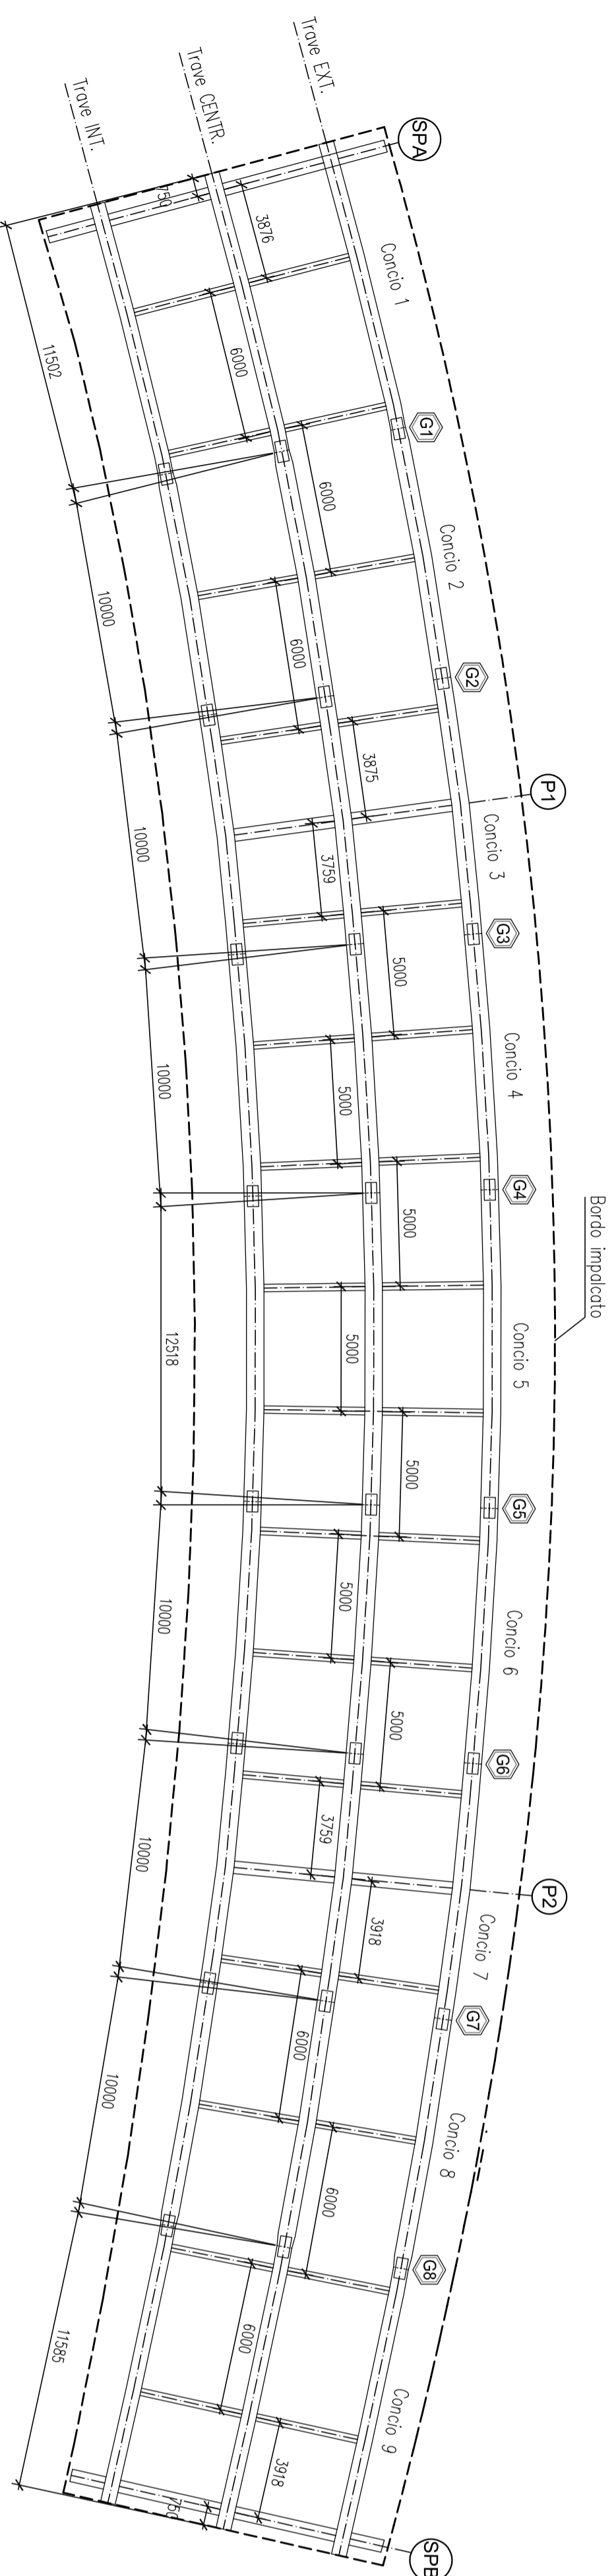 Trave EXT.
Trave CENTR.
Trave INT.
SPA
750
3876
Concio 1
6000
11502
G1
6000
Concio 2
10000
6000
G2
3875
P1
10000
3759
Concio 3
G3
5000
Concio 4
10000
5000
G4
5000
Bordo impalcato
12518
5000
Concio 5
5000
G5
10000
5000
Concio 6
5000
G6
10000
3759
P2
3918
Concio 7
G7
6000
10000
Concio 8
6000
G8
11585
6000
Concio 9
3918
750
SPB